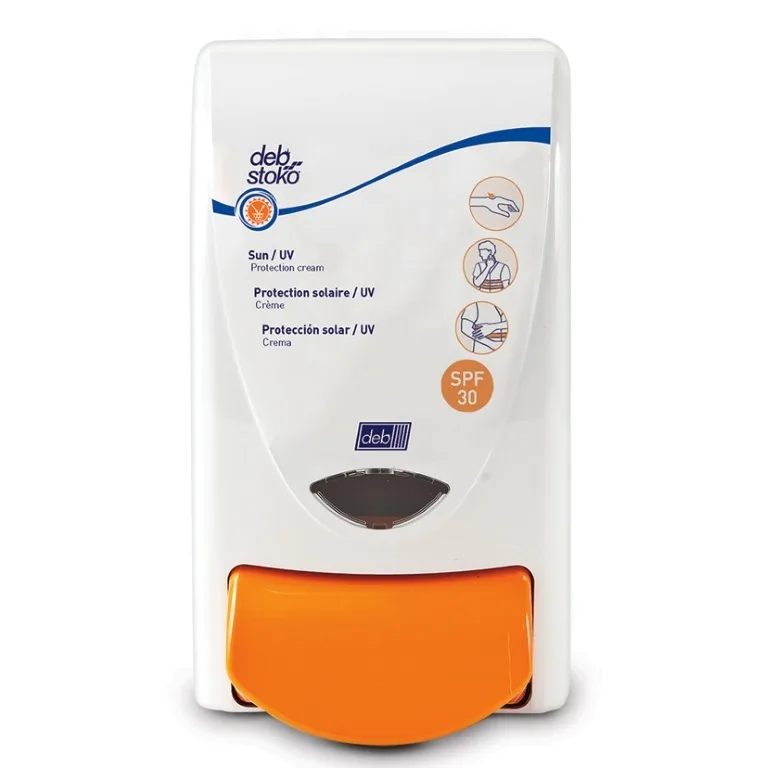 deb
stoko
Sun / UV
Protection cream
Protection solaire / UV
Crème
Protección solar / UV
Crema
SPF
30
deb